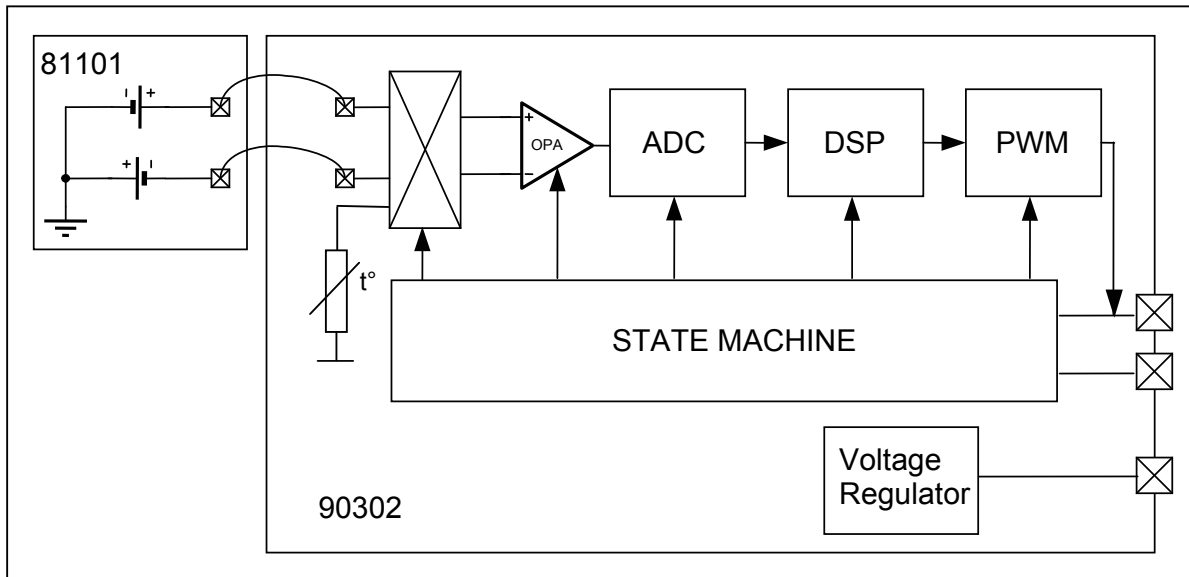 81101
+
+
+
−
OPA
ADC
DSP
PWM
t°
STATE MACHINE
Voltage
Regulator
90302